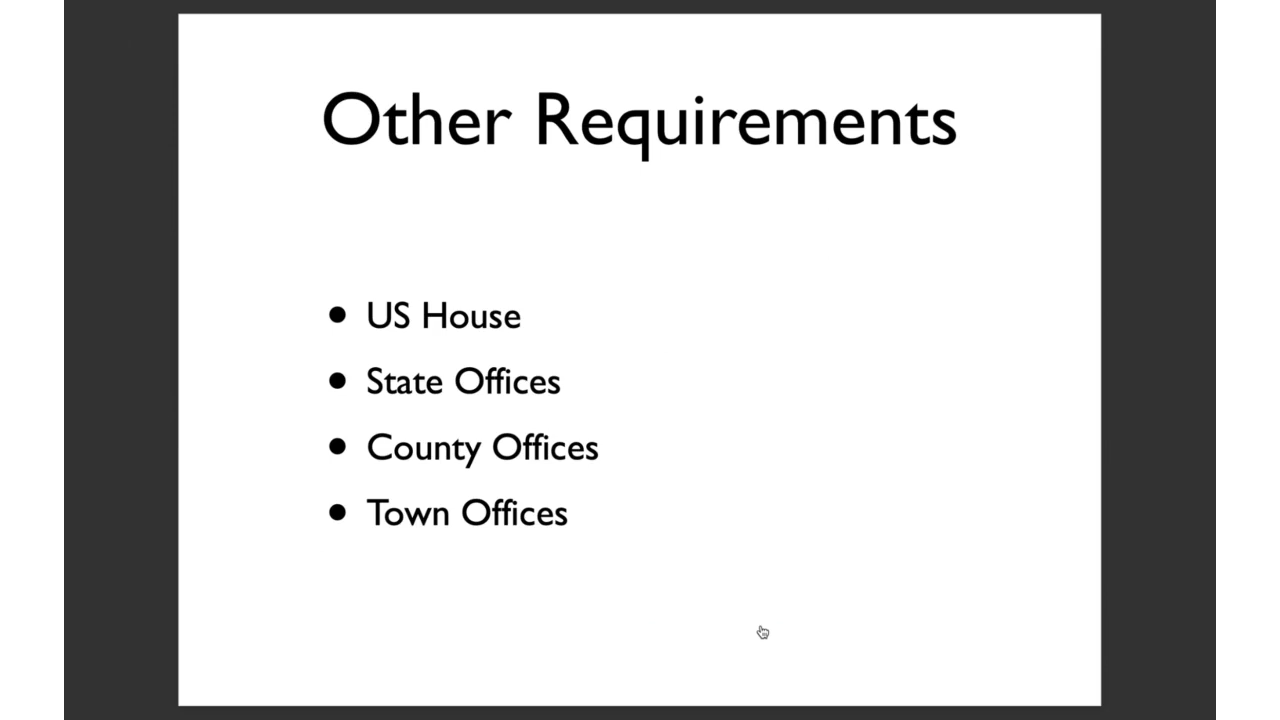 Other Requirements
• US House
• State Offices
• County Offices
• Town Offices